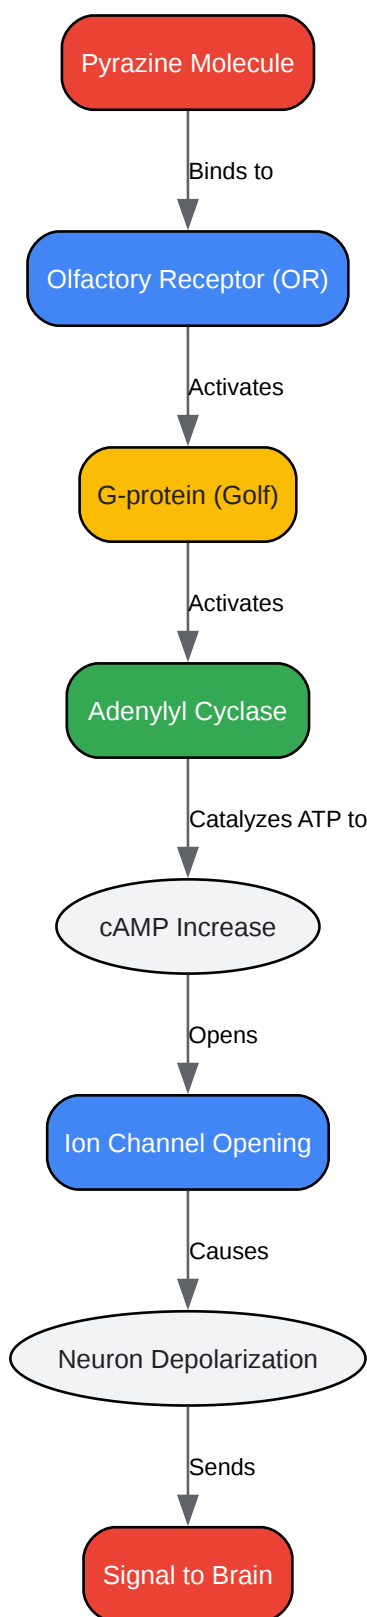 Pyrazine Molecule
Binds to
Olfactory Receptor (OR)
Activates
G-protein (Golf)
Activates
Adenylyl Cyclase
Catalyzes ATP to
cAMP Increase
Opens
Ion Channel Opening
Causes
Neuron Depolarization
Sends
Signal to Brain